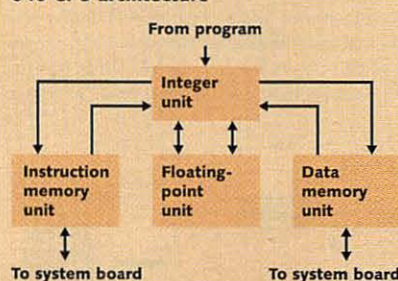 From program
Integer
unit
Instruction
memory
unit
Floating-
point
unit
Data
memory
unit
To system board
To system board